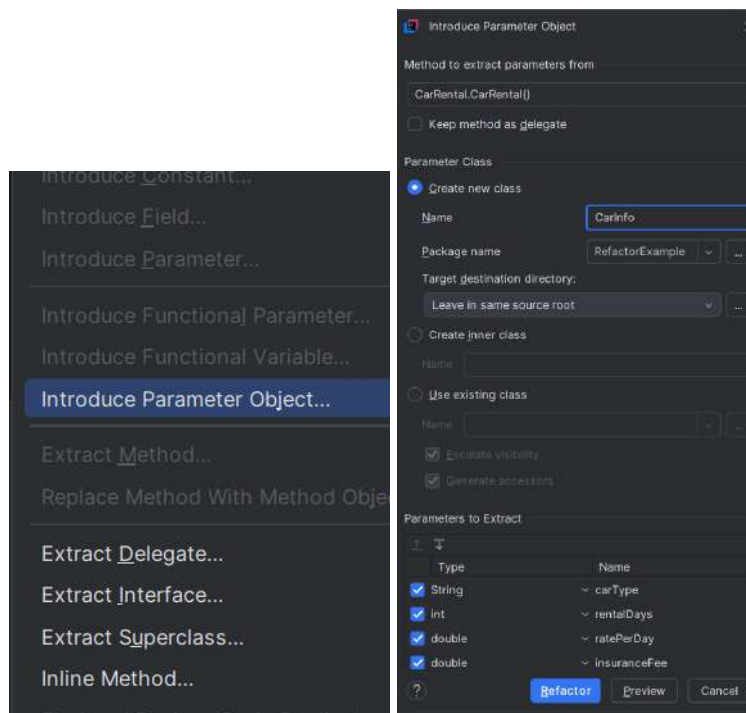 Introduce Constant...
Introduce Field...
Introduce Parameter...
Introduce Functional Parameter...
Introduce Functional Variable...
Introduce Parameter Object...
Extract Method...
Replace Method With Method Obje
Extract Delegate...
Extract Interface...
Extract Superclass...
Inline Method...
Introduce Parameter Object
Method to extract parameters from
CarRental.CarRental()
Keep method as delegate
Parameter Class
Create new class
Name CarInfo
Package name RefactorExample ...
Target destination directory:
Leave in same source root ...
Create inner class
Name
Use existing class
Name ...
Escalate visibility
Generate accessors
Parameters to Extract
Type Name
String carType
int rentalDays
double ratePerDay
double insuranceFee
? Refactor Preview Cancel